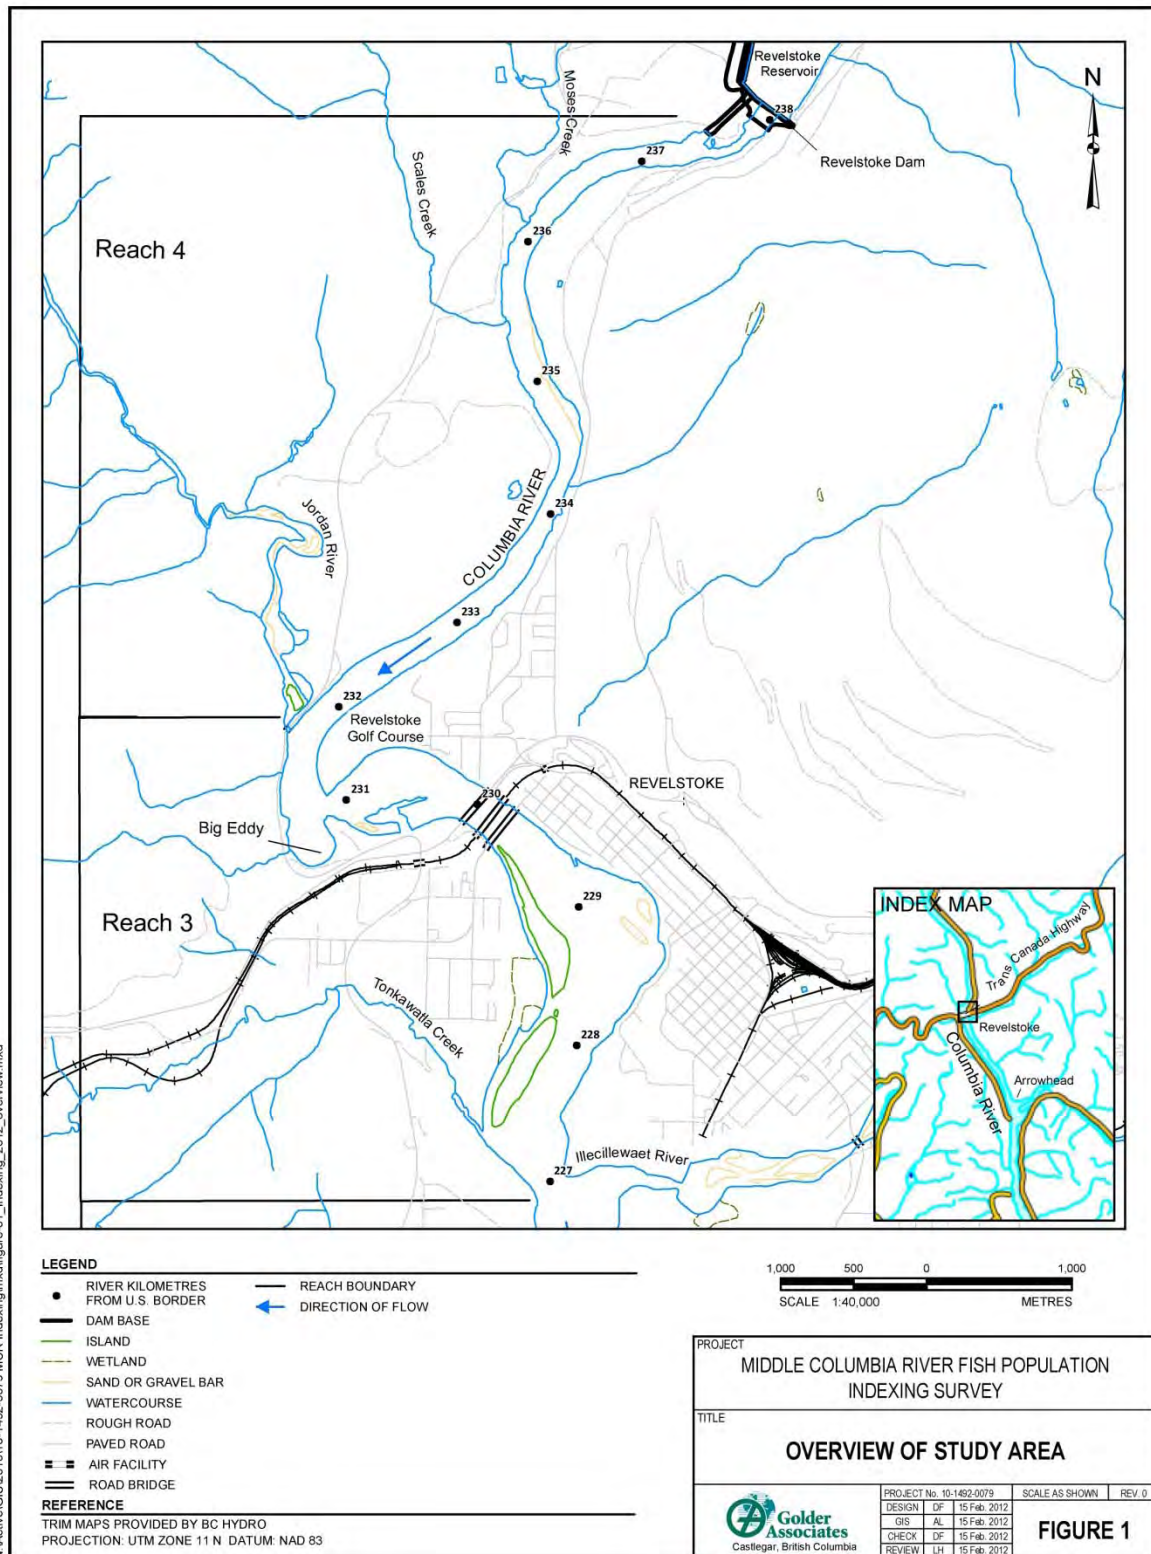 Revelstoke
Reservoir
N
Moses Creek
238
237
Revelstoke Dam
Scales Creek
236
Reach 4
235
COLUMBIA RIVER
234
Jordan River
233
232
Revelstoke
Golf Course
REVELSTOKE
231
230
Big Eddy
229
Reach 3
INDEX MAP
Trans Canada Highway
Revelstoke
Columbia River
Arrowhead
Tonkawatla Creek
228
Illecillewaet River
227
LEGEND
RIVER KILOMETRES
FROM U.S. BORDER
REACH BOUNDARY
DIRECTION OF FLOW
DAM BASE
ISLAND
WETLAND
SAND OR GRAVEL BAR
WATERCOURSE
ROUGH ROAD
PAVED ROAD
AIR FACILITY
ROAD BRIDGE
REFERENCE
TRIM MAPS PROVIDED BY BC HYDRO
PROJECTION: UTM ZONE 11 N DATUM: NAD 83
1,000 500 0 1,000
SCALE 1:40,000 METRES
PROJECT
MIDDLE COLUMBIA RIVER FISH POPULATION
INDEXING SURVEY
TITLE
OVERVIEW OF STUDY AREA
Golder
Associates
Castlegar, British Columbia
PROJECT No. 10-1492-0079 SCALE AS SHOWN REV. 0
DESIGN DF 15 Feb. 2012
GIS AL 15 Feb. 2012
CHECK DF 15 Feb. 2012
REVIEW LH 15 Feb. 2012
FIGURE 1